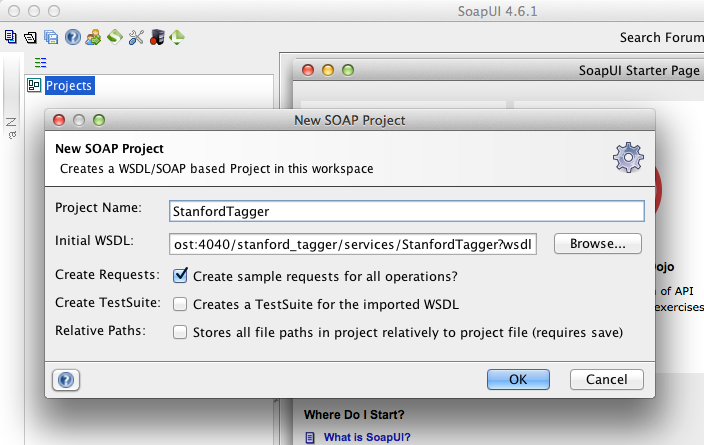 SoapUI 4.6.1
Search Forum
Projects
SoapUI Starter Page
New SOAP Project
New SOAP Project
Creates a WSDL/SOAP based Project in this workspace
Project Name: StanfordTagger
Initial WSDL: ost:4040/stanford_tagger/services/StanfordTagger?wsdl Browse...
Create Requests: Create sample requests for all operations?
Create TestSuite: Creates a TestSuite for the imported WSDL
Relative Paths: Stores all file paths in project relatively to project file (requires save)
OK Cancel
ojo
n of API
exercises
Where Do I Start?
What is SoapUI?